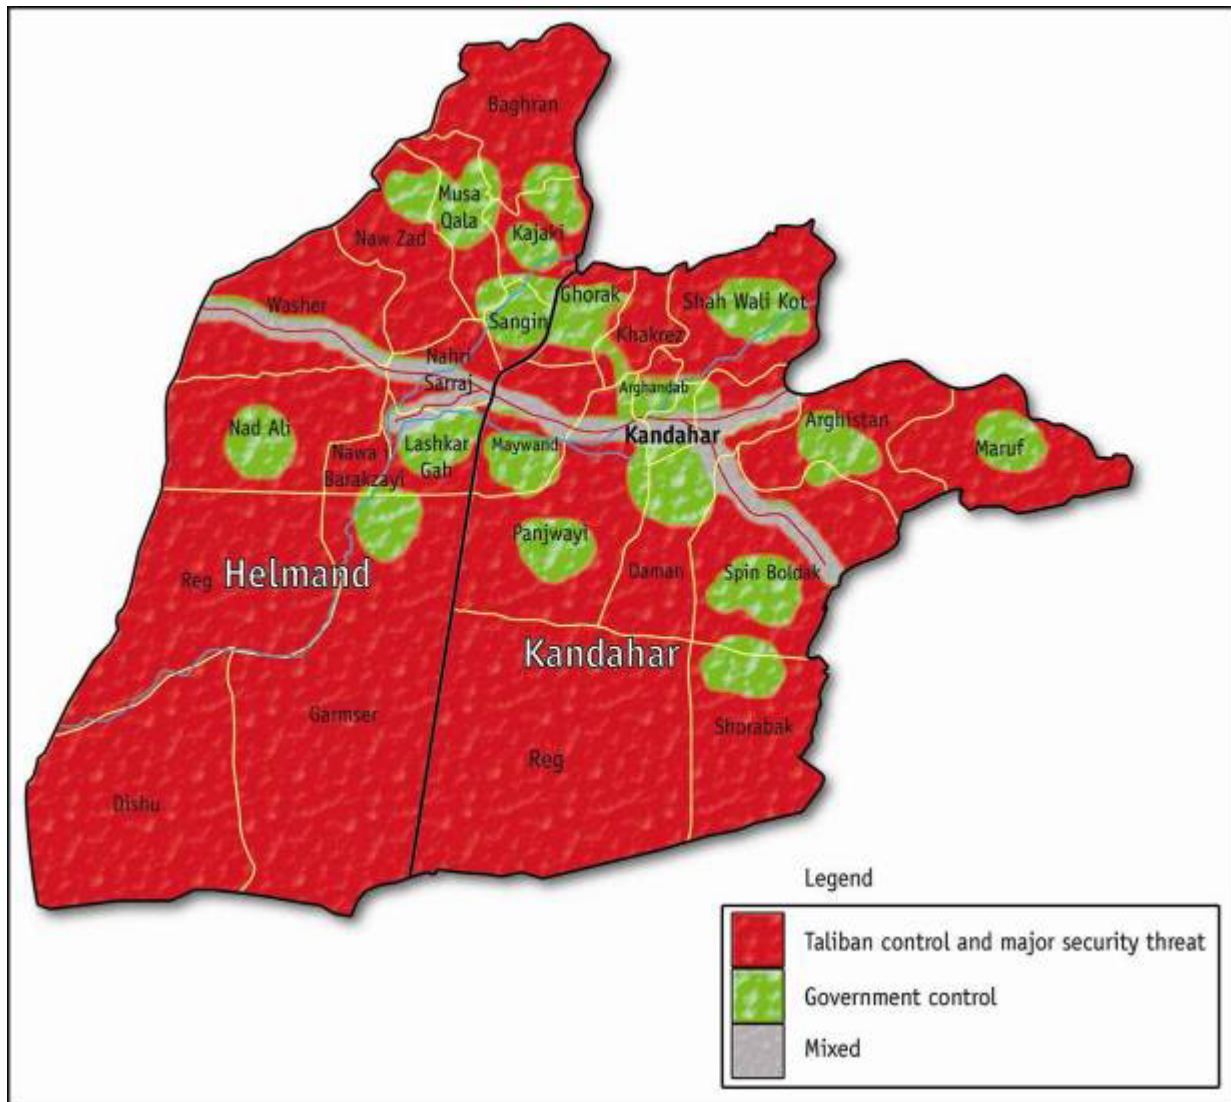 Baghran
Musa
Qala
Kajaki
Naw Zad
Washer
Sangin
Ghorak
Shah Wali Kot
Khakrez
Nahri
Sarraj
Arghandab
Nad Ali
Nawa i
Barakzayi
Lashkar
Gah
Maywand
Kandahar
Arghistan
Maruf
Panjwayi
Daman
Spin Boldak
Reg
Helmand
Kandahar
Garmser
Shorabak
Reg
Dishu
Legend
Taliban control and major security threat
Government control
Mixed